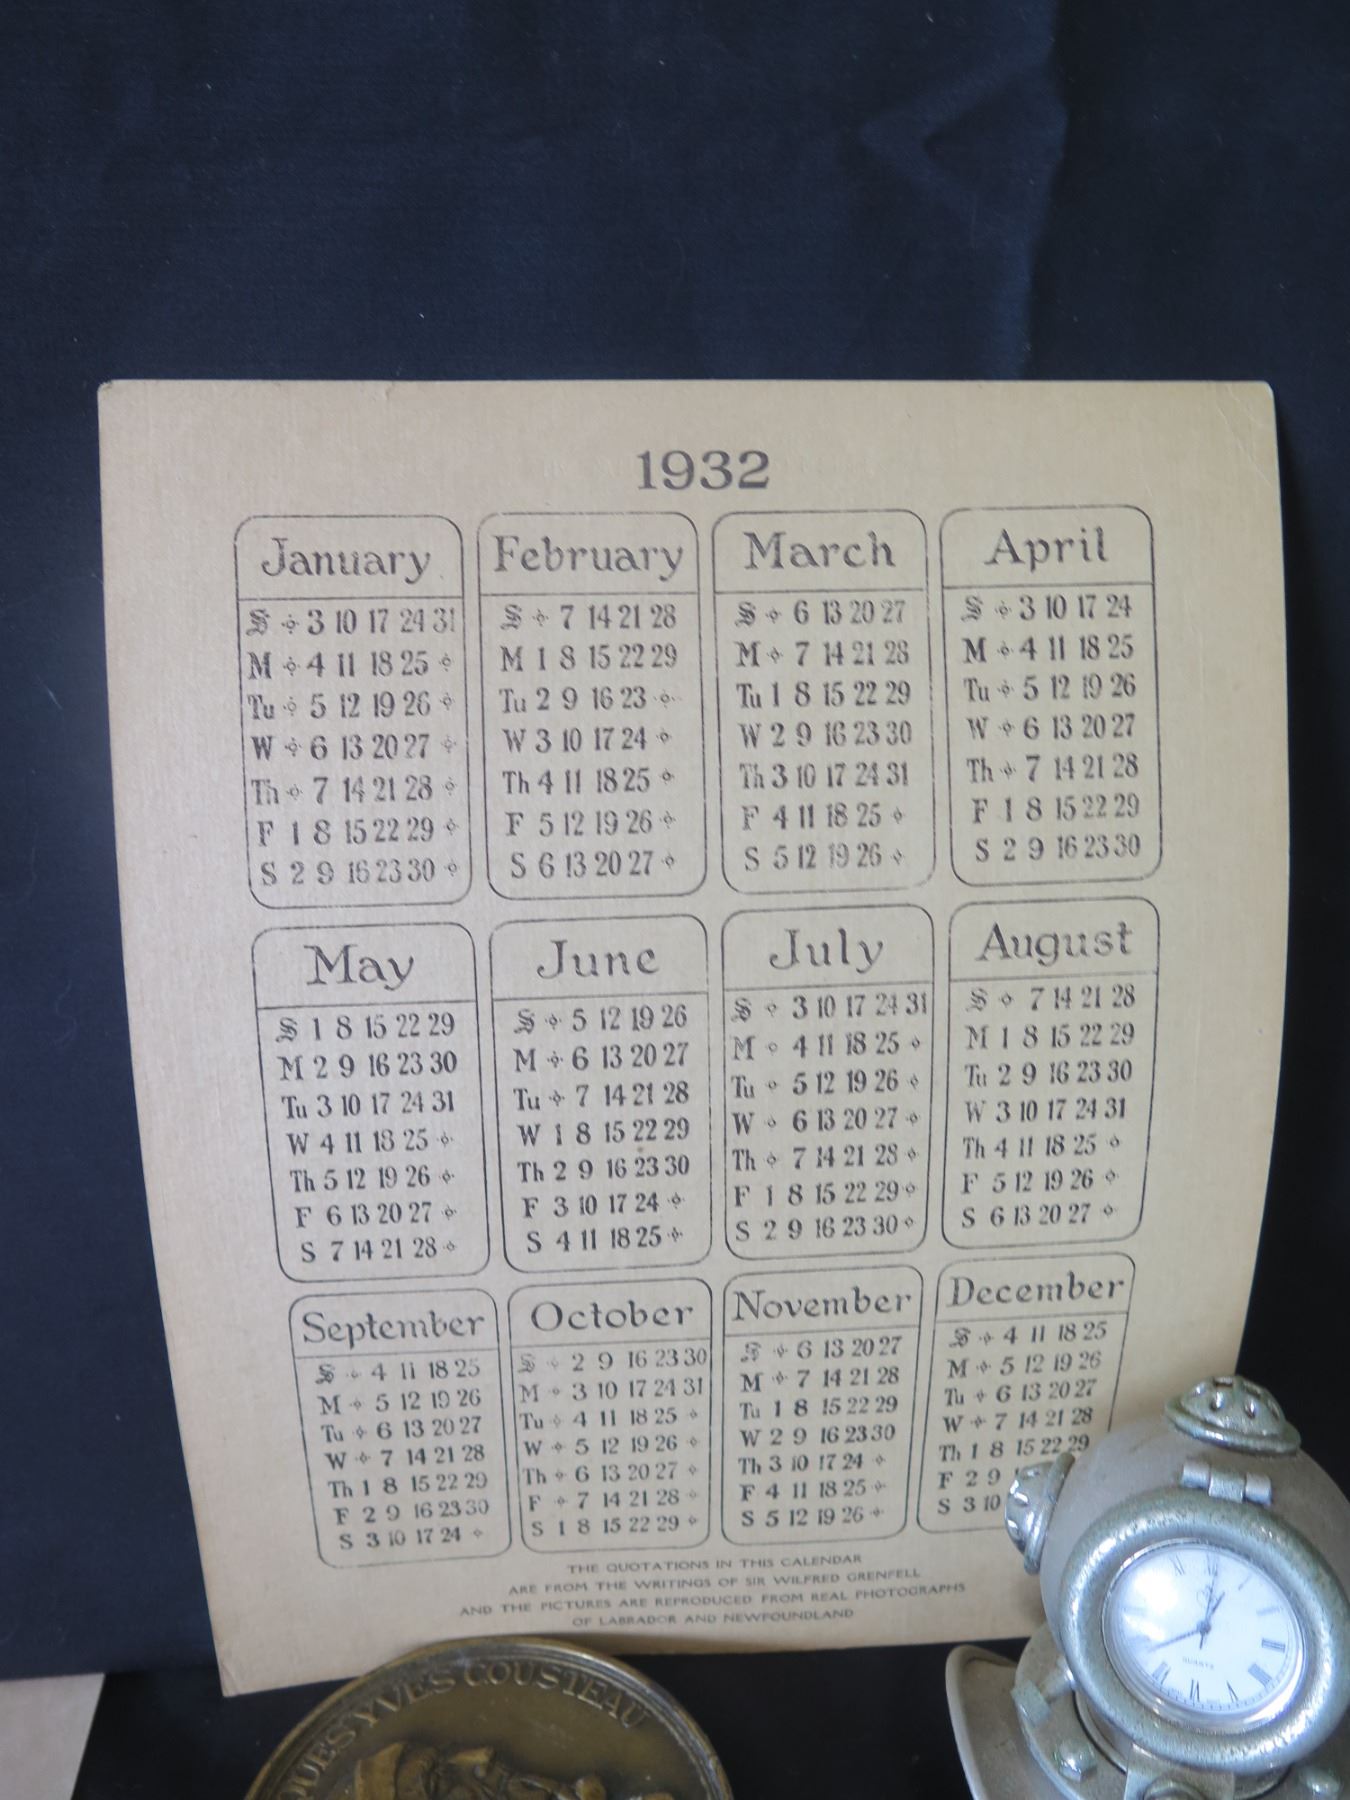 1932
January February March April
S 3 10 17 24 31 S 7 14 21 28 S 6 13 20 27 S 3 10 17 24
M 4 11 18 25 M 1 8 15 22 29 M 7 14 21 28 M 4 11 18 25
Tu 5 12 19 26 Tu 2 9 16 23 Tu 1 8 15 22 29 Tu 5 12 19 26
W 6 13 20 27 W 3 10 17 24 W 2 9 16 23 30 W 6 13 20 27
Th 7 14 21 28 Th 4 11 18 25 Th 3 10 17 24 31 Th 7 14 21 28
F 1 8 15 22 29 F 5 12 19 26 F 4 11 18 25 F 1 8 15 22 29
S 2 9 16 23 30 S 6 13 20 27 S 5 12 19 26 S 2 9 16 23 30
May June July August
S 1 8 15 22 29 S 5 12 19 26 S 3 10 17 24 31 S 7 14 21 28
M 2 9 16 23 30 M 6 13 20 27 M 4 11 18 25 M 1 8 15 22 29
Tu 3 10 17 24 31 Tu 7 14 21 28 Tu 5 12 19 26 Tu 2 9 16 23 30
W 4 11 18 25 W 1 8 15 22 29 W 6 13 20 27 W 3 10 17 24 31
Th 5 12 19 26 Th 2 9 16 23 30 Th 7 14 21 28 Th 4 11 18 25
F 6 13 20 27 F 3 10 17 24 F 1 8 15 22 29 F 5 12 19 26
S 7 14 21 28 S 4 11 18 25 S 2 9 16 23 30 S 6 13 20 27
September October November December
S 4 11 18 25 S 2 9 16 23 30 S 6 13 20 27 S 4 11 18 25
M 5 12 19 26 M 3 10 17 24 31 M 7 14 21 28 M 5 12 19 26
Tu 6 13 20 27 Tu 4 11 18 25 Tu 1 8 15 22 29 Tu 6 13 20 27
W 7 14 21 28 W 5 12 19 26 W 2 9 16 23 30 W 7 14 21 28
Th 1 8 15 22 29 Th 6 13 20 27 Th 3 10 17 24 Th 1 8 15 22 29
F 2 9 16 23 30 F 7 14 21 28 F 4 11 18 25 F 2 9
S 3 10 17 24 S 1 8 15 22 29 S 5 12 19 26 S 3 10
THE QUOTATIONS IN THIS CALENDAR
ARE FROM THE WRITINGS OF SIR WILFRED GRENFELL
AND THE PICTURES ARE REPRODUCED FROM REAL PHOTOGRAPHS
OF LABRADOR AND NEWFOUNDLAND
QUES YVES COUSTEAU
QUARTZ